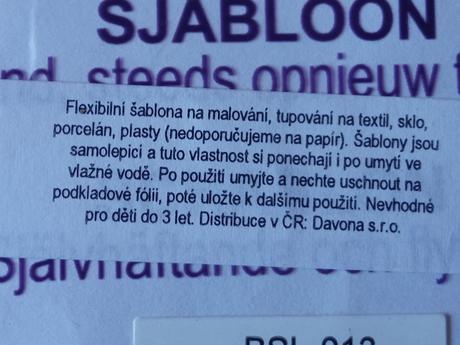 SJABLOON
steeds opnieuw
Flexibilní šablona na malování, tupování na textil, sklo,
porcelán, plasty (nedoporučujeme na papír). Šablony jsou
samolepicí a tuto vlastnost si ponechají i po umytí ve
vlažné vodě. Po použití umyjte a nechte uschnout na
podkladové fólii, poté uložte k dalšímu použití. Nevhodné
pro děti do 3 let. Distribuce v ČR: Davona s.r.o.